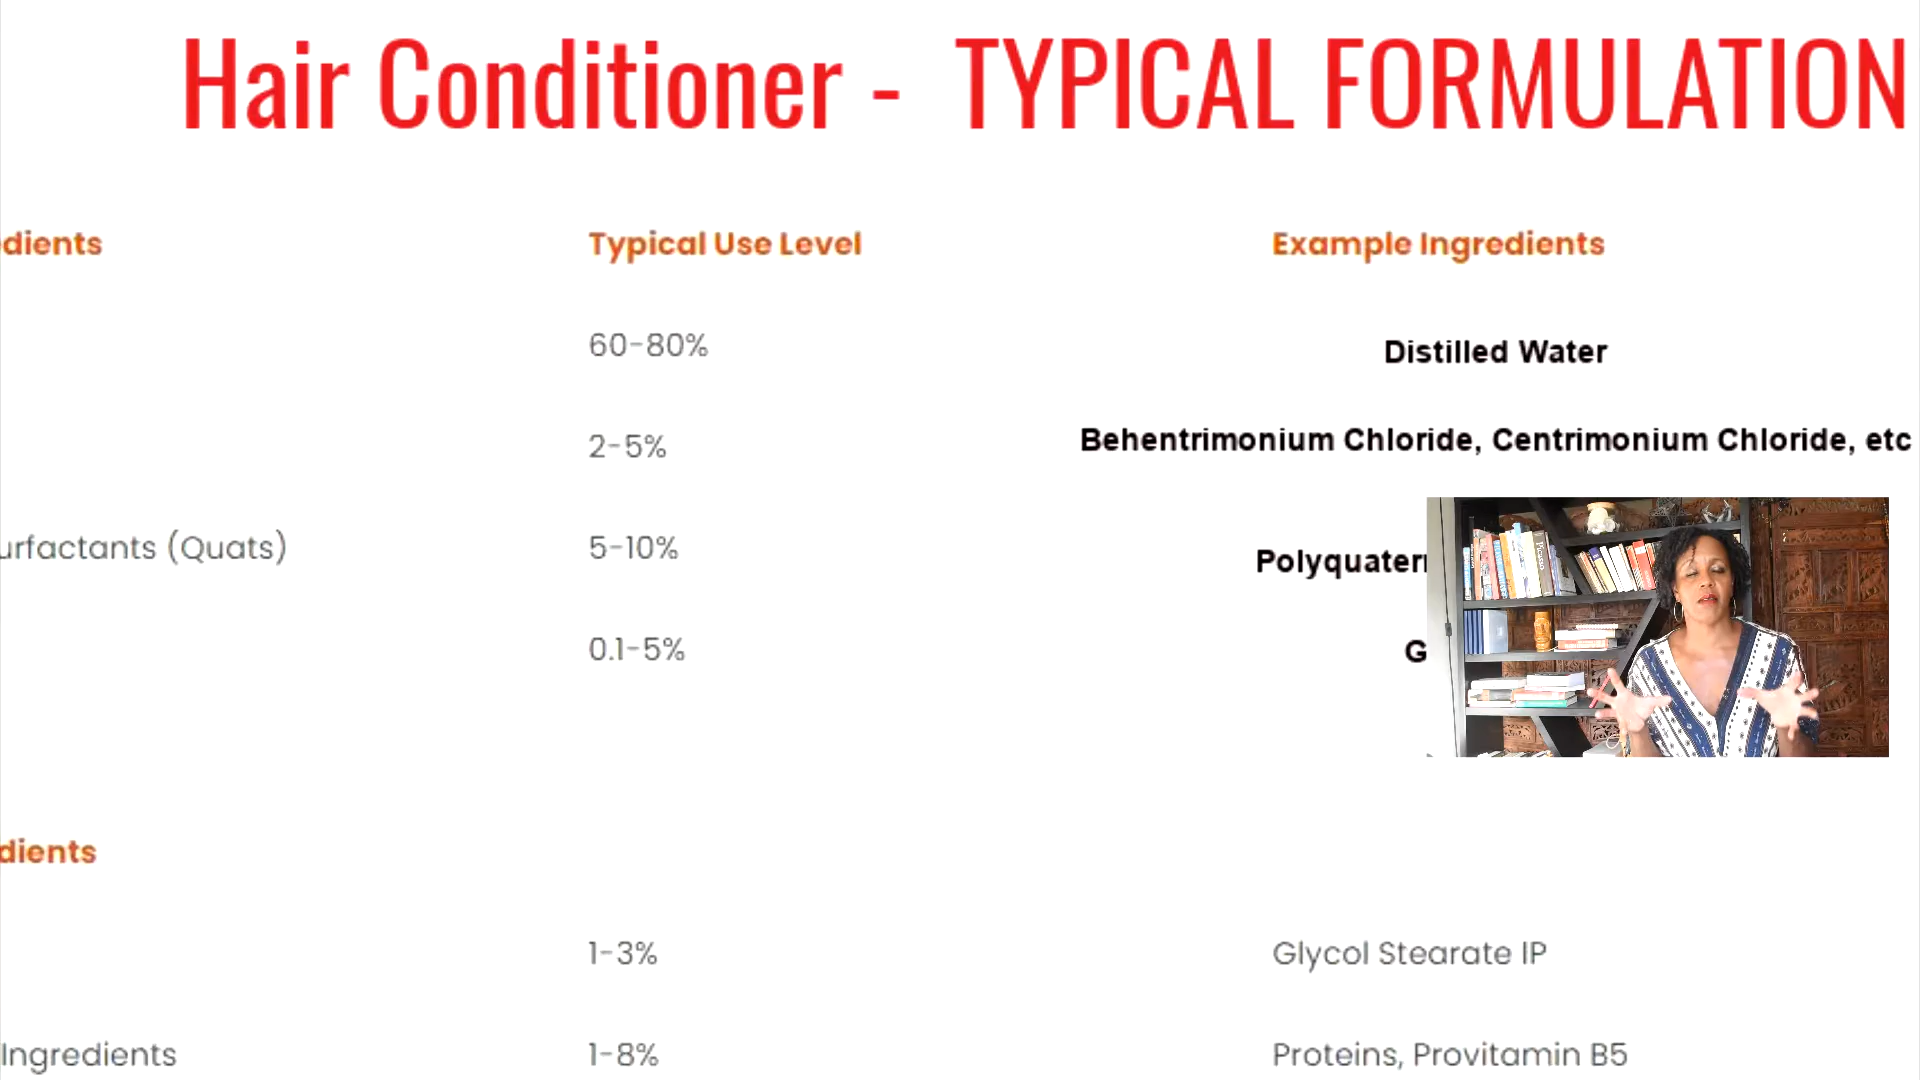 Hair Conditioner - TYPICAL FORMULATION
dients Typical Use Level Example Ingredients
60-80% Distilled Water
2-5% Behentrimonium Chloride, Centrimonium Chloride, etc
urfactants (Quats) 5-10% Polyquater
0.1-5% G
dients
1-3% Glycol Stearate IP
Ingredients 1-8% Proteins, Provitamin B5